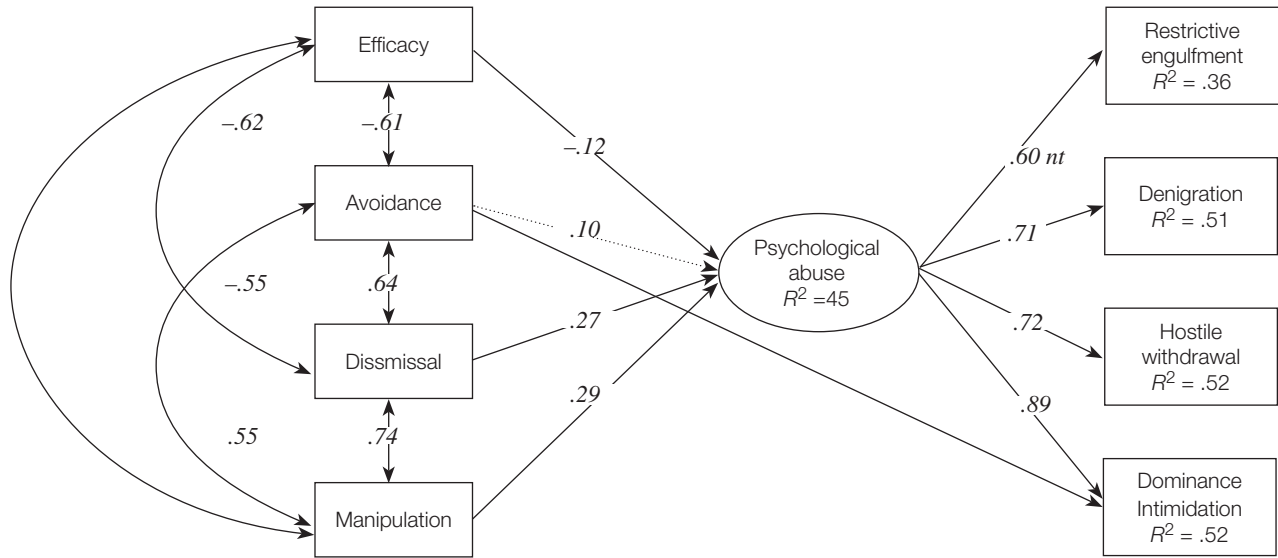 Efficacy
–.62
–.61
Avoidance
–.55
.64
Dissmissal
.55
.74
Manipulation
–.12
.10
.27
.29
Psychological
abuse
R² =45
.60 nt
.71
.72
.89
Restrictive
engulfment
R² = .36
Denigration
R² = .51
Hostile
withdrawal
R² = .52
Dominance
Intimidation
R² = .52